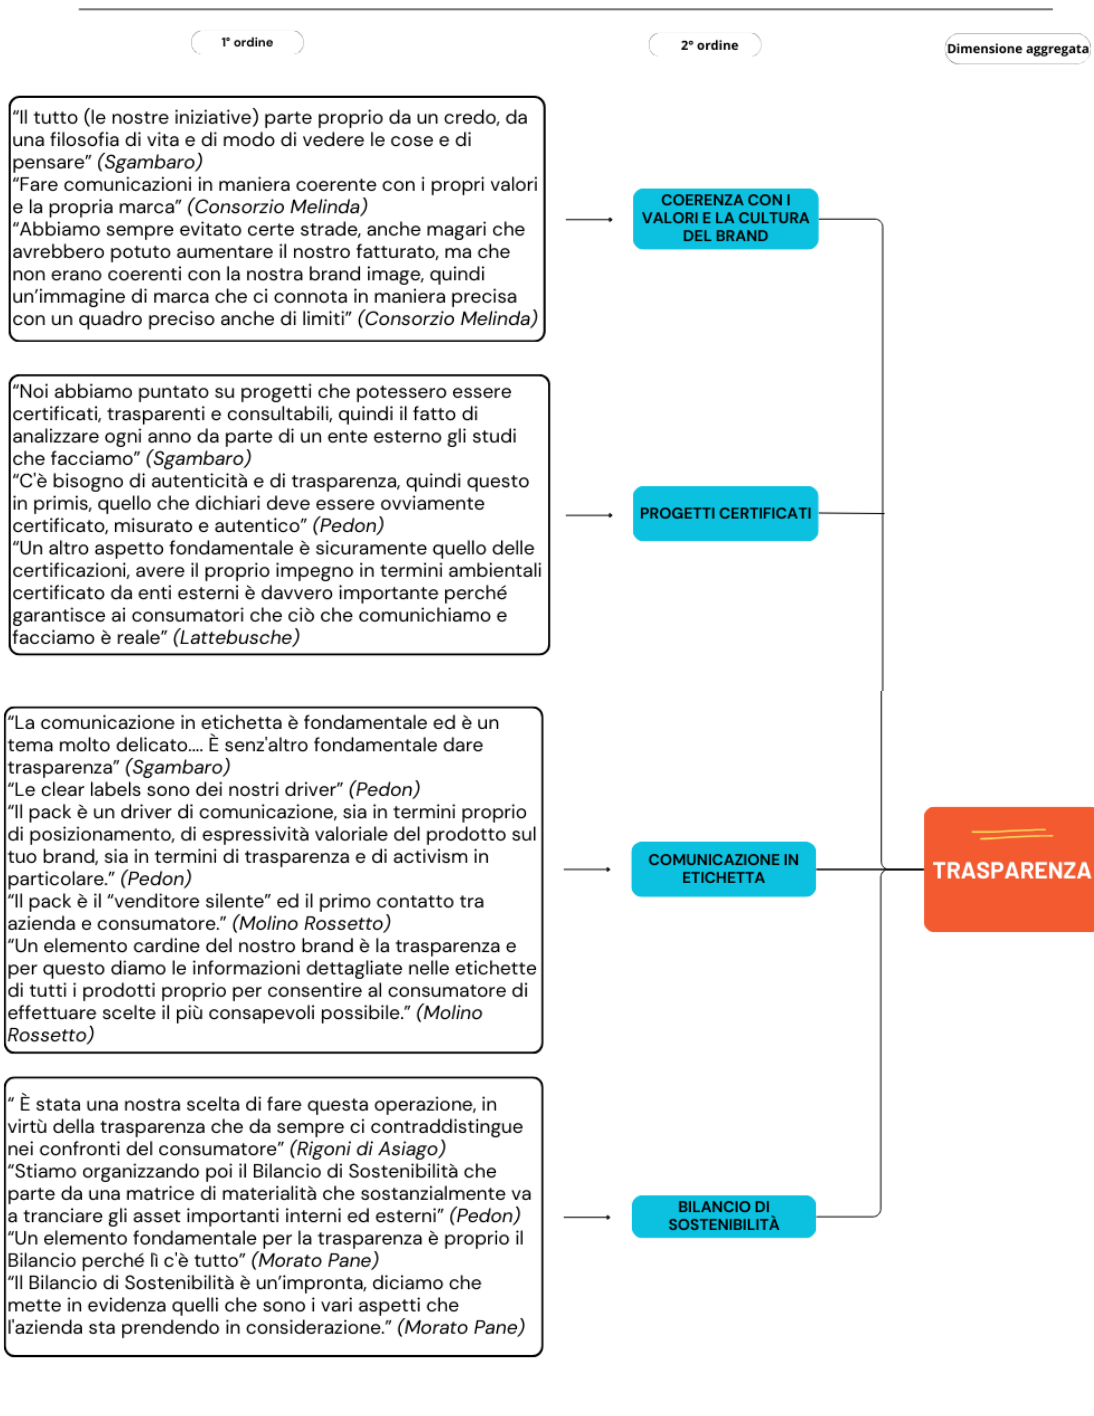 1° ordine
2° ordine
Dimensione aggregata
“Il tutto (le nostre iniziative) parte proprio da un credo, da
una filosofia di vita e di modo di vedere le cose e di
pensare” (Sgambaro)
“Fare comunicazioni in maniera coerente con i propri valori
e la propria marca” (Consorzio Melinda)
“Abbiamo sempre evitato certe strade, anche magari che
avrebbero potuto aumentare il nostro fatturato, ma che
non erano coerenti con la nostra brand image, quindi
un’immagine di marca che ci connota in maniera precisa
con un quadro preciso anche di limiti” (Consorzio Melinda)
COERENZA CON I
VALORI E LA CULTURA
DEL BRAND
“Noi abbiamo puntato su progetti che potessero essere
certificati, trasparenti e consultabili, quindi il fatto di
analizzare ogni anno da parte di un ente esterno gli studi
che facciamo” (Sgambaro)
“C'è bisogno di autenticità e di trasparenza, quindi questo
in primis, quello che dichiari deve essere ovviamente
certificato, misurato e autentico” (Pedon)
“Un altro aspetto fondamentale è sicuramente quello delle
certificazioni, avere il proprio impegno in termini ambientali
certificato da enti esterni è davvero importante perché
garantisce ai consumatori che ciò che comunichiamo e
facciamo è reale” (Lattebusche)
PROGETTI CERTIFICATI
“La comunicazione in etichetta è fondamentale ed è un
tema molto delicato.... È senz'altro fondamentale dare
trasparenza” (Sgambaro)
“Le clear labels sono dei nostri driver” (Pedon)
“Il pack è un driver di comunicazione, sia in termini proprio
di posizionamento, di espressività valoriale del prodotto sul
tuo brand, sia in termini di trasparenza e di activism in
particolare.” (Pedon)
“Il pack è il “venditore silente” ed il primo contatto tra
azienda e consumatore.” (Molino Rossetto)
“Un elemento cardine del nostro brand è la trasparenza e
per questo diamo le informazioni dettagliate nelle etichette
di tutti i prodotti proprio per consentire al consumatore di
effettuare scelte il più consapevoli possibile.” (Molino
Rossetto)
COMUNICAZIONE IN
ETICHETTA
TRASPARENZA
“ È stata una nostra scelta di fare questa operazione, in
virtù della trasparenza che da sempre ci contraddistingue
nei confronti del consumatore” (Rigoni di Asiago)
“Stiamo organizzando poi il Bilancio di Sostenibilità che
parte da una matrice di materialità che sostanzialmente va
a tranciare gli asset importanti interni ed esterni” (Pedon)
“Un elemento fondamentale per la trasparenza è proprio il
Bilancio perché lì c'è tutto” (Morato Pane)
“Il Bilancio di Sostenibilità è un’impronta, diciamo che
mette in evidenza quelli che sono i vari aspetti che
l'azienda sta prendendo in considerazione.” (Morato Pane)
BILANCIO DI
SOSTENIBILITÀ